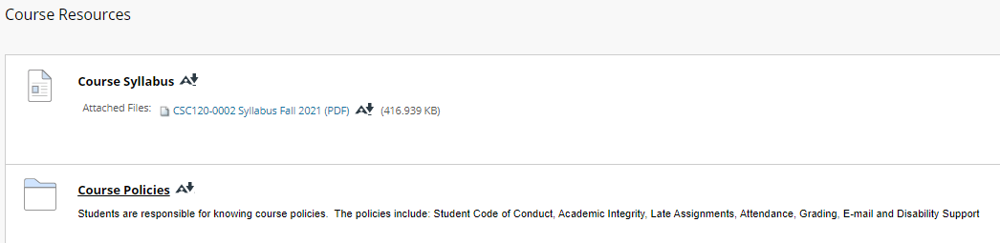 Course Resources
Course Syllabus
Attached Files: CSC120-0002 Syllabus Fall 2021 (PDF) (416.939 KB)
Course Policies
Students are responsible for knowing course policies.  The policies include: Student Code of Conduct, Academic Integrity, Late Assignments, Attendance, Grading, E-mail and Disability Support